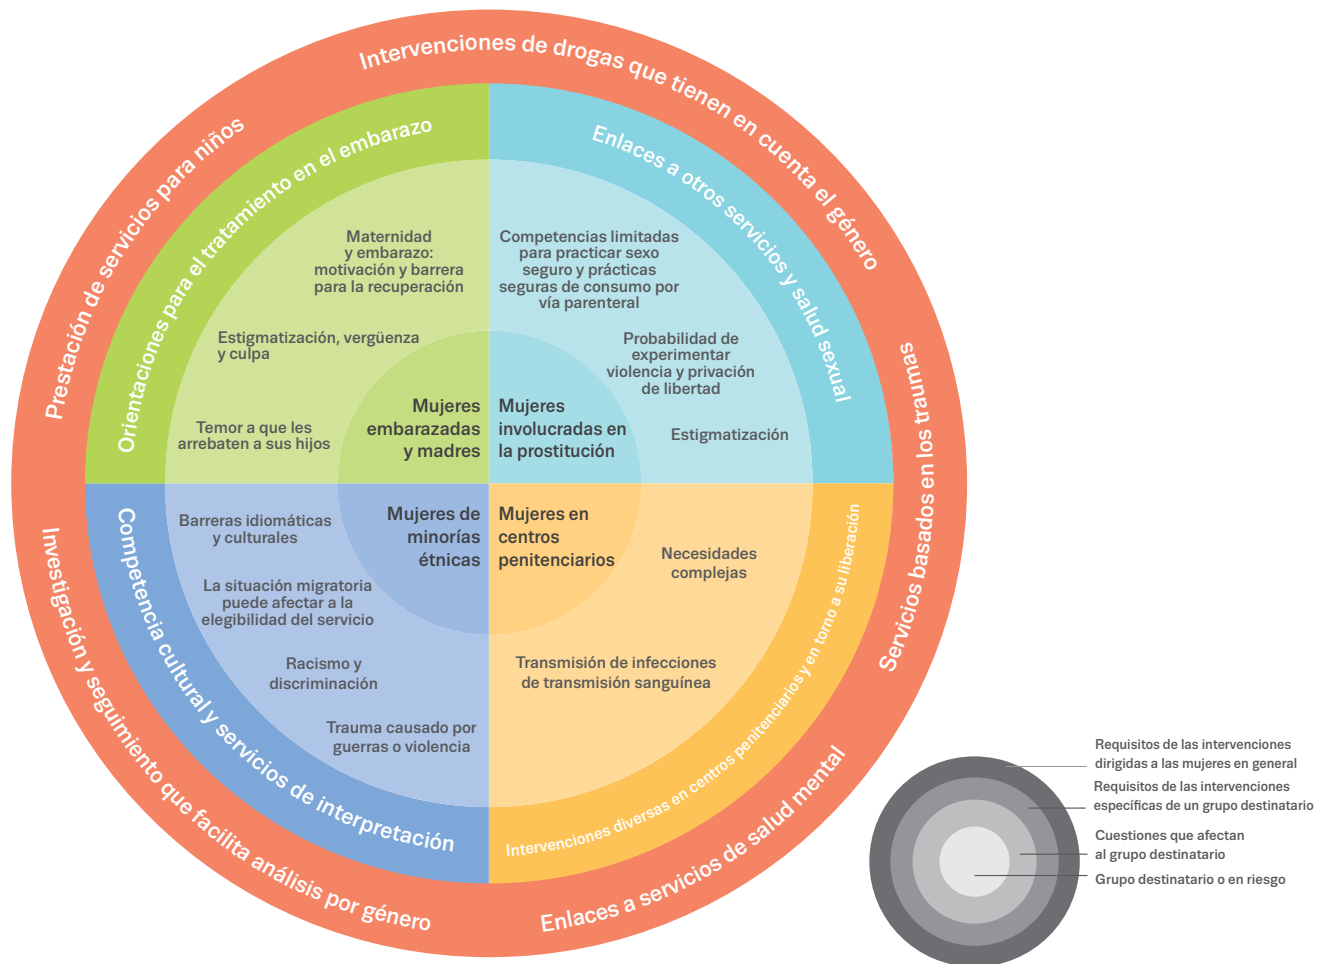 Intervenciones de drogas que tienen en cuenta el género
Prestación de servicios para niños
Servicios basados en los traumas
Investigación y seguimiento que facilita análisis por género
Enlaces a servicios de salud mental
Orientaciones para el tratamiento en el embarazo
Maternidad
y embarazo:
motivación y barrera
para la recuperación
Estigmatización, vergüenza
y culpa
Temor a que les
arrebaten a sus hijos
Mujeres
embarazadas
y madres
Enlaces a otros servicios y salud sexual
Competencias limitadas
para practicar sexo
seguro y prácticas
seguras de consumo por
vía parenteral
Probabilidad de
experimentar
violencia y privación
de libertad
Estigmatización
Mujeres
involucradas en
la prostitución
Competencia cultural y servicios de interpretación
Barreras idiomáticas
y culturales
La situación migratoria
puede afectar a la
elegibilidad del servicio
Racismo y
discriminación
Trauma causado por
guerras o violencia
Mujeres de
minorías
étnicas
Intervenciones diversas en centros penitenciarios y en torno a su liberación
Mujeres en
centros
penitenciarios
Necesidades
complejas
Transmisión de infecciones
de transmisión sanguínea
Requisitos de las intervenciones
dirigidas a las mujeres en general
Requisitos de las intervenciones
específicas de un grupo destinatario
Cuestiones que afectan
al grupo destinatario
Grupo destinatario o en riesgo